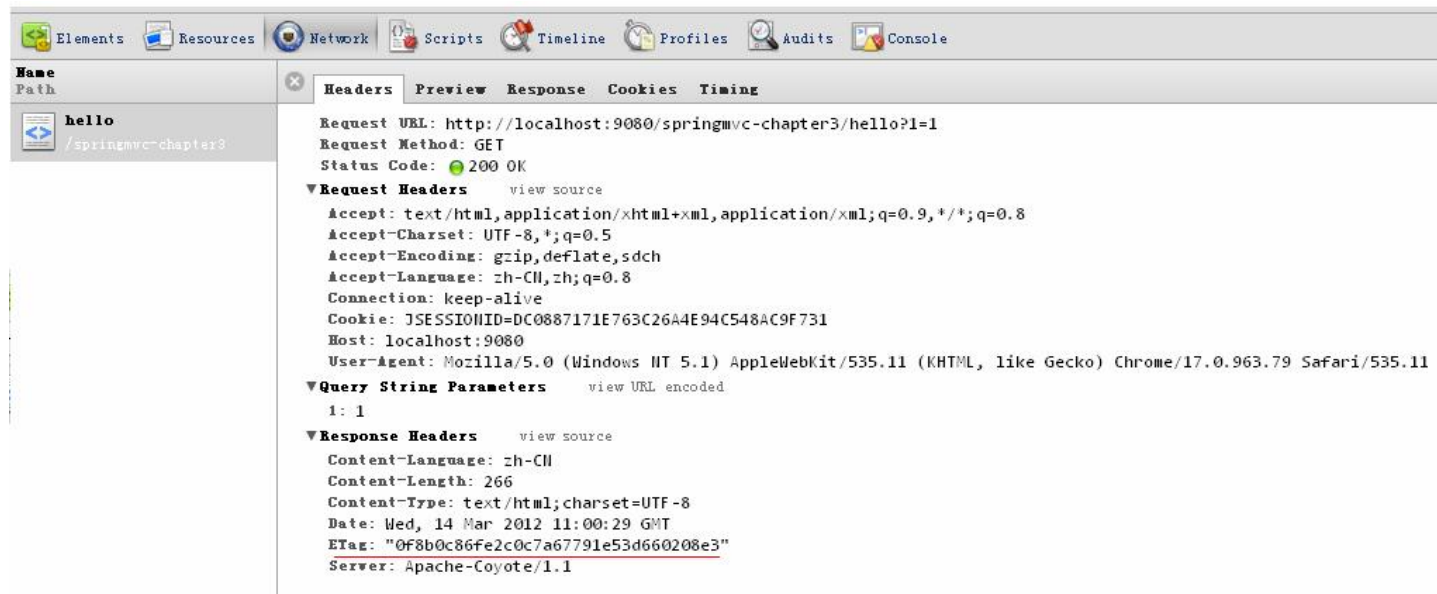 Elements Resources Network Scripts Timeline Profiles Audits Console
Name
Path
Headers Preview Response Cookies Timing
hello
/springmvc-chapter3
Request URL: http://localhost:9080/springmvc-chapter3/hello?1=1
Request Method: GET
Status Code: 200 OK
▼Request Headers view source
Accept: text/html,application/xhtml+xml,application/xml;q=0.9,*/*;q=0.8
Accept-Charset: UTF-8,*;q=0.5
Accept-Encoding: gzip,deflate,sdch
Accept-Language: zh-CN,zh;q=0.8
Connection: keep-alive
Cookie: JSESSIONID=DC0887171E763C26A4E94C548AC9F731
Host: localhost:9080
User-Agent: Mozilla/5.0 (Windows NT 5.1) AppleWebKit/535.11 (KHTML, like Gecko) Chrome/17.0.963.79 Safari/535.11
▼Query String Parameters view URL encoded
1: 1
▼Response Headers view source
Content-Language: zh-CN
Content-Length: 266
Content-Type: text/html;charset=UTF-8
Date: Wed, 14 Mar 2012 11:00:29 GMT
ETag: "0f8b0c86fe2c0c7a67791e53d660208e3"
Server: Apache-Coyote/1.1